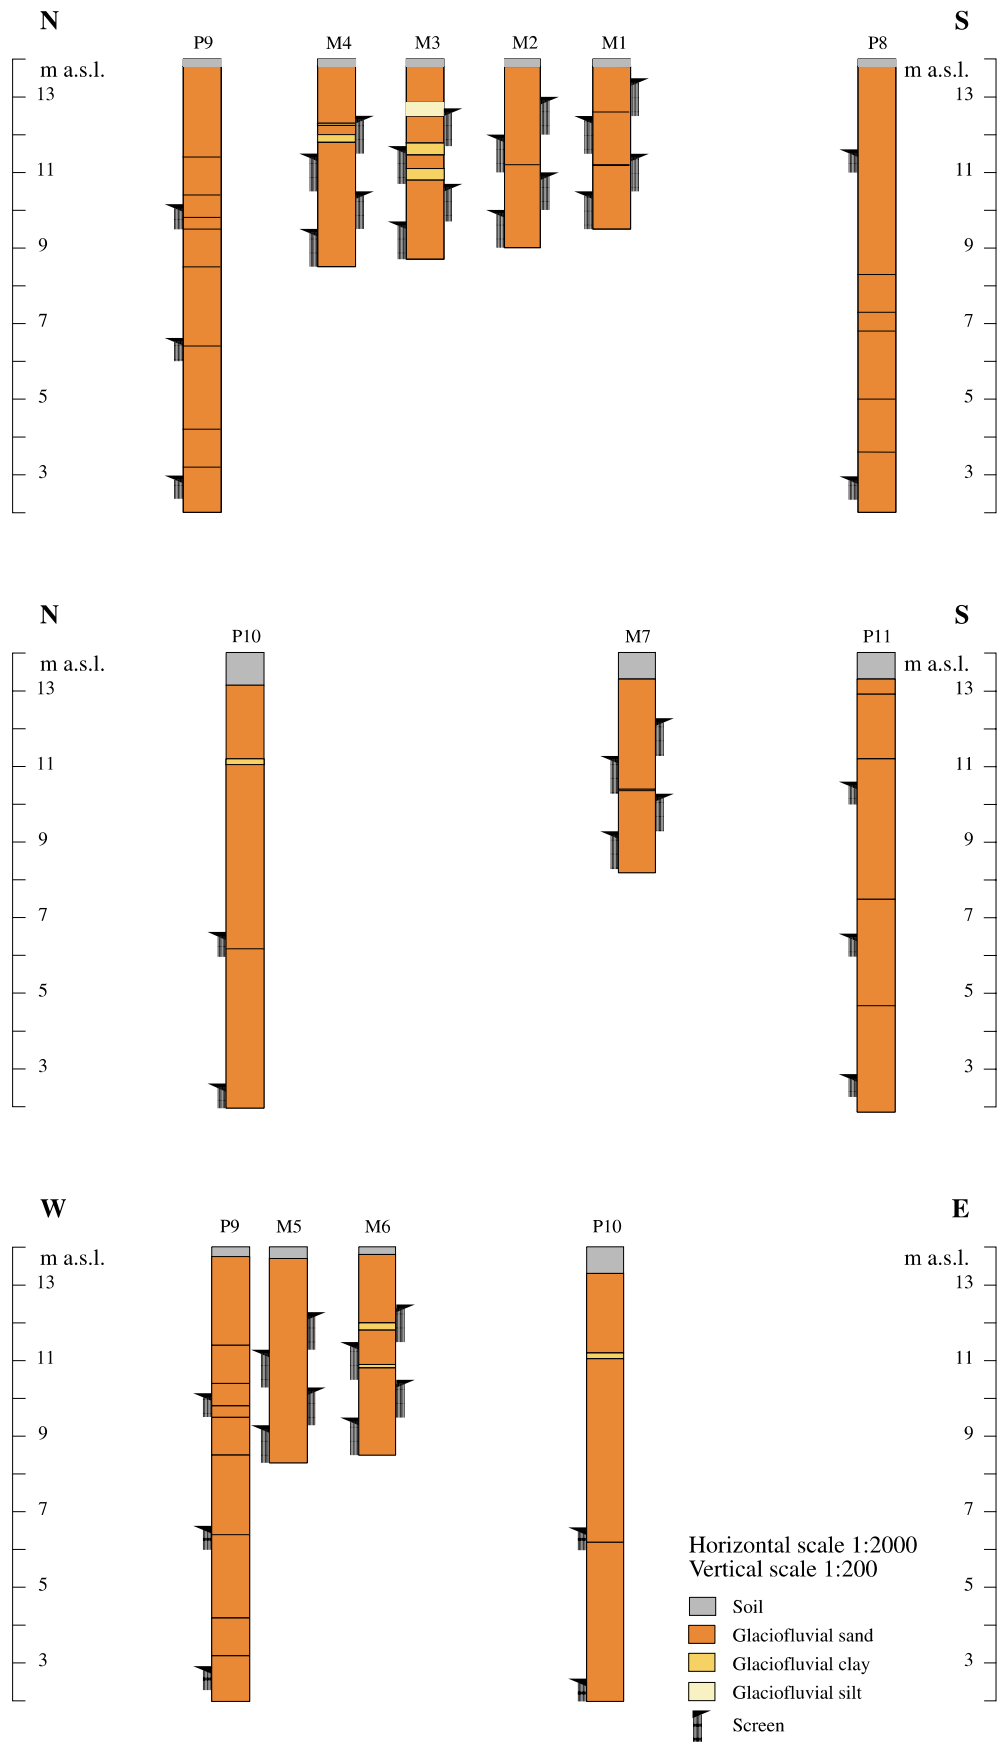 N S
P9 M4 M3 M2 M1 P8
m a.s.l. m a.s.l.
13 13
11 11
9 9
7 7
5 5
3 3
N S
P10 M7 P11
m a.s.l. m a.s.l.
13 13
11 11
9 9
7 7
5 5
3 3
W E
P9 M5 M6 P10
m a.s.l. m a.s.l.
13 13
11 11
9 9
7 7
5 5
3 3
Horizontal scale 1:2000
Vertical scale 1:200
Soil
Glaciofluvial sand
Glaciofluvial clay
Glaciofluvial silt
Screen